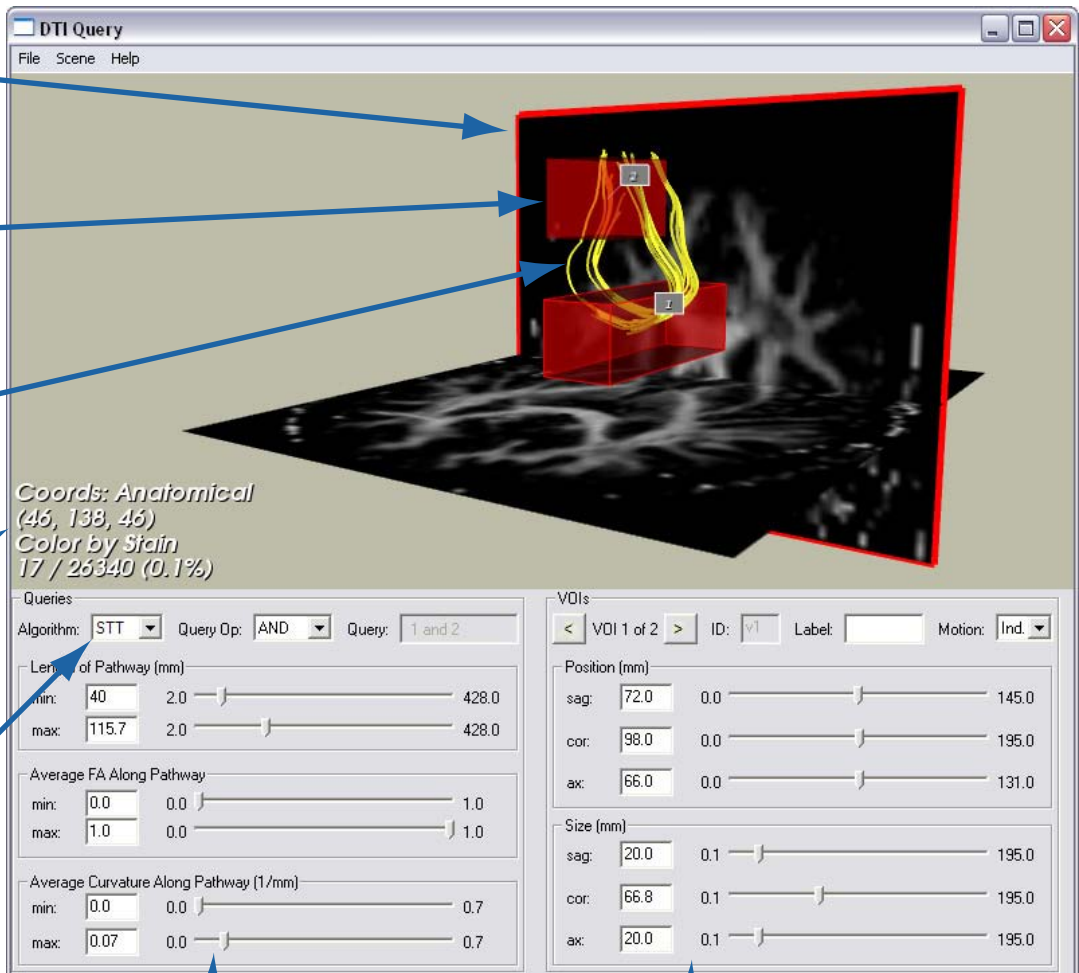 DTI Query
File Scene Help
2
1
Coords: Anatomical
(46, 138, 46)
Color by Stain
17 / 26340 (0.1%)
Queries
Algorithm: STT Query Op: AND Query: 1 and 2
Length of Pathway (mm)
min: 40 2.0 428.0
max: 115.7 2.0 428.0
Average FA Along Pathway
min: 0.0 0.0 1.0
max: 1.0 0.0 1.0
Average Curvature Along Pathway (1/mm)
min: 0.0 0.0 0.7
max: 0.07 0.0 0.7
VOIs
< VOI 1 of 2 > ID: v1 Label: Motion: Ind.
Position (mm)
sag: 72.0 0.0 145.0
cor: 98.0 0.0 195.0
ax: 66.0 0.0 131.0
Size (mm)
sag: 20.0 0.1 195.0
cor: 66.8 0.1 195.0
ax: 20.0 0.1 195.0